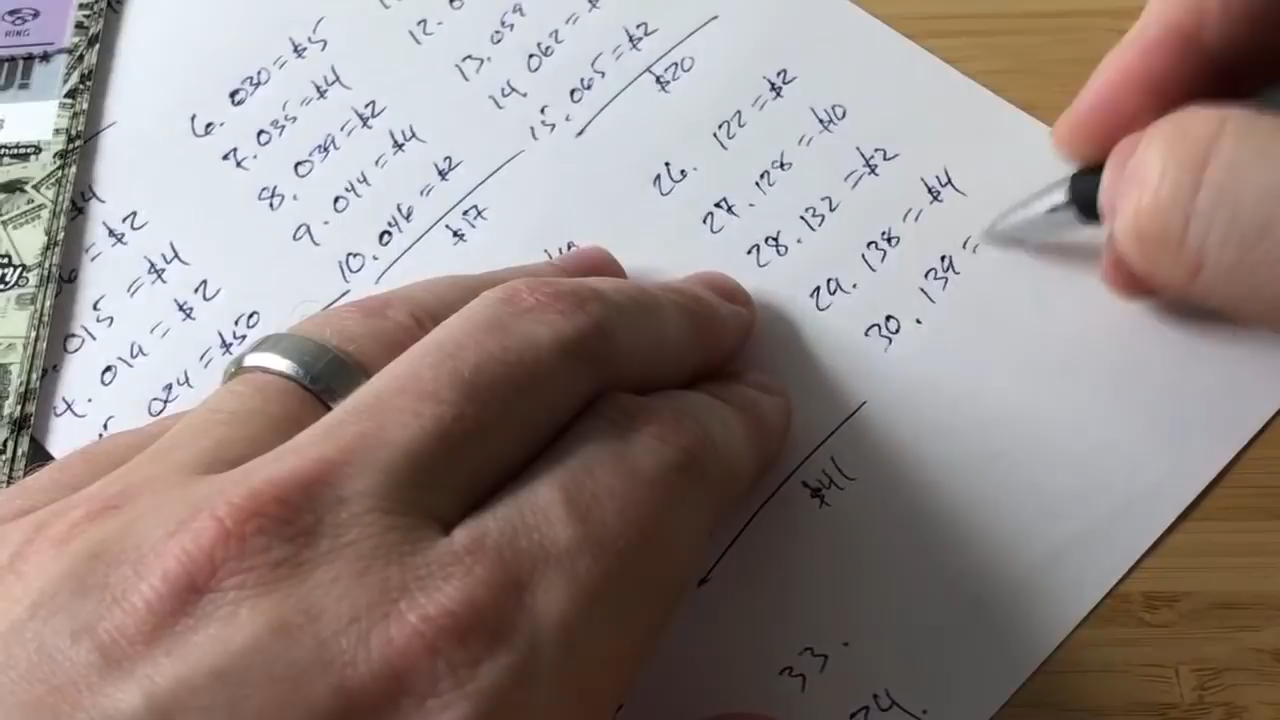 RING
6. 030 = $5
7. 035 = $4
8. 039 = $2
9. 044 = $4
10. 046 = $2
$17
12.
13. 059
14 062 =
15. 065 = $2
$20
$4
= $2
015 = $4
4. 019 = $2
024 = $50
26. 122 = $2
27. 128 = $10
28. 132 = $2
29. 138 = $4
30. 139 =
$41
33.